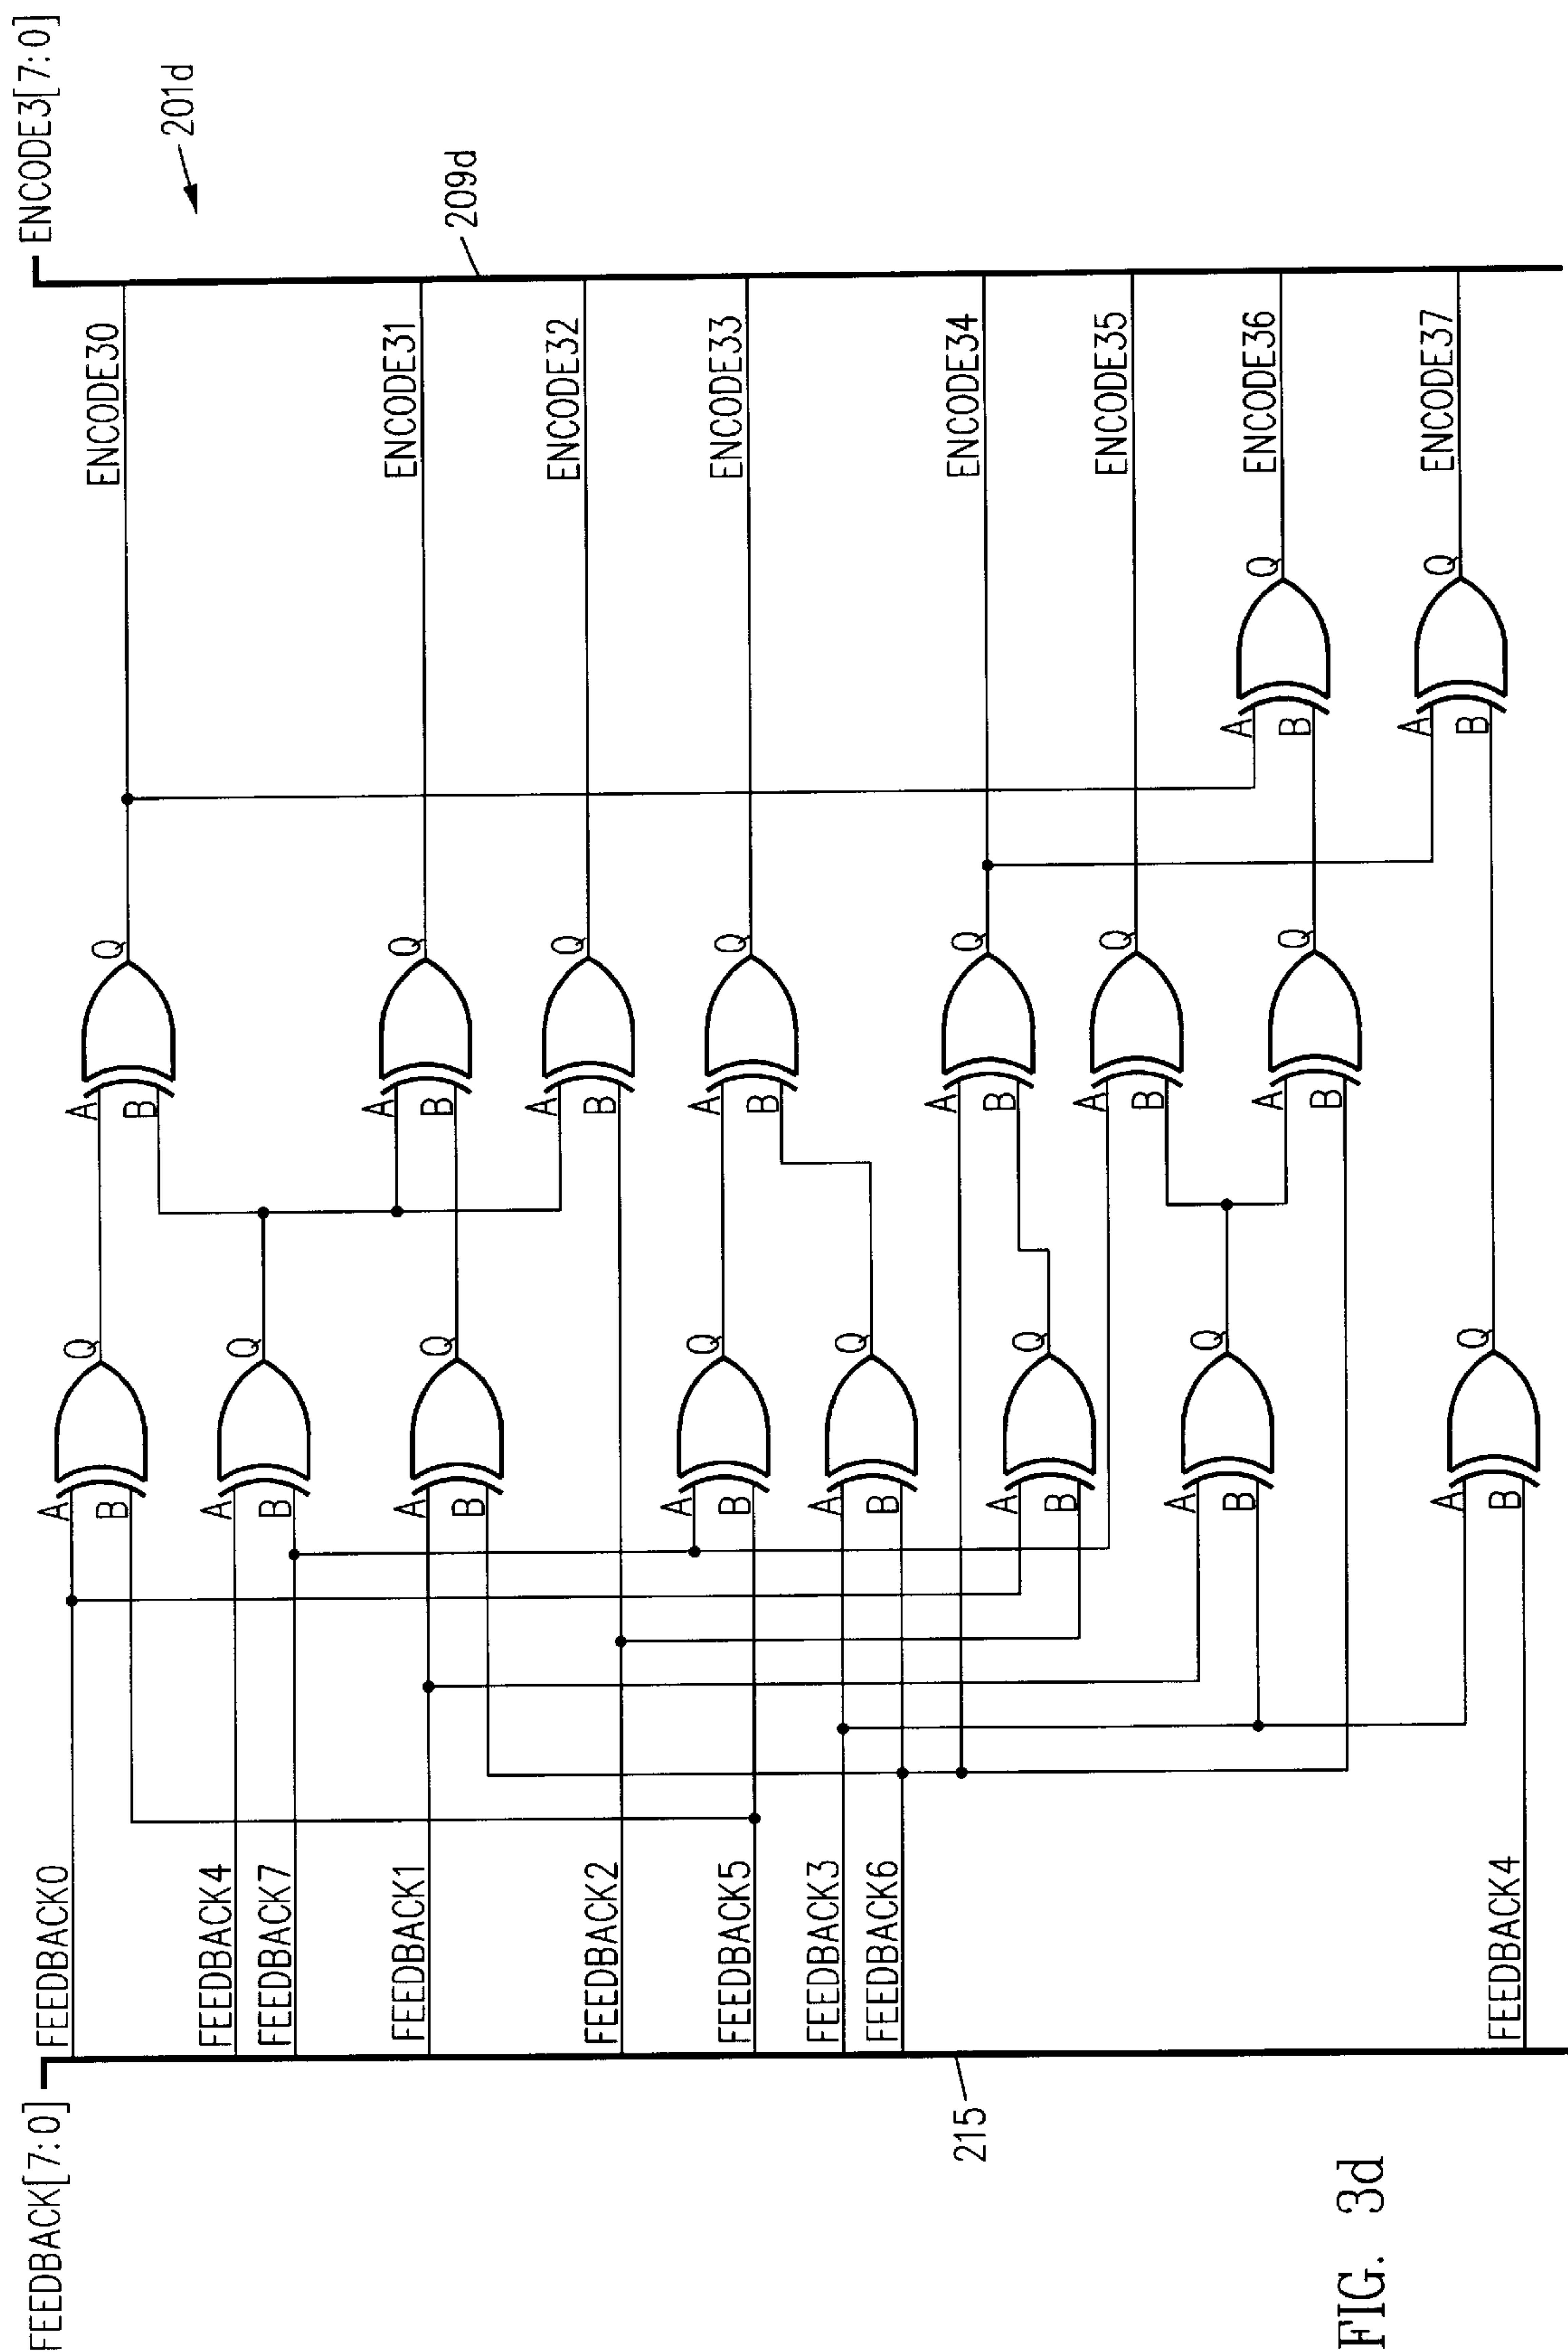 FEEDBACK[7:0]
ENCODE3[7:0]
201d
209d
215
FEEDBACK0
FEEDBACK4
FEEDBACK7
FEEDBACK1
FEEDBACK2
FEEDBACK5
FEEDBACK3
FEEDBACK6
FEEDBACK4
A
B
Q
A
B
Q
A
B
Q
A
B
Q
A
B
Q
A
B
Q
A
B
Q
A
B
Q
A
B
Q
A
B
Q
A
B
Q
A
B
Q
A
B
Q
A
B
Q
A
B
Q
A
B
Q
A
B
Q
ENCODE30
ENCODE31
ENCODE32
ENCODE33
ENCODE34
ENCODE35
ENCODE36
ENCODE37
FIG. 3d